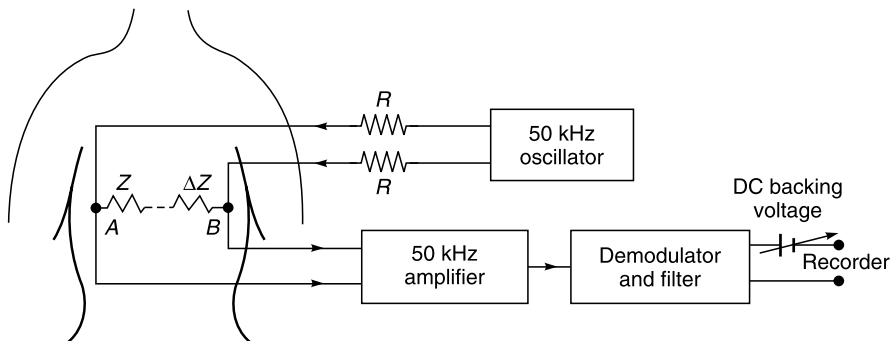 R
50 kHz
oscillator
R
Z
ΔZ
A
B
DC backing
voltage
50 kHz
amplifier
Demodulator
and filter
Recorder